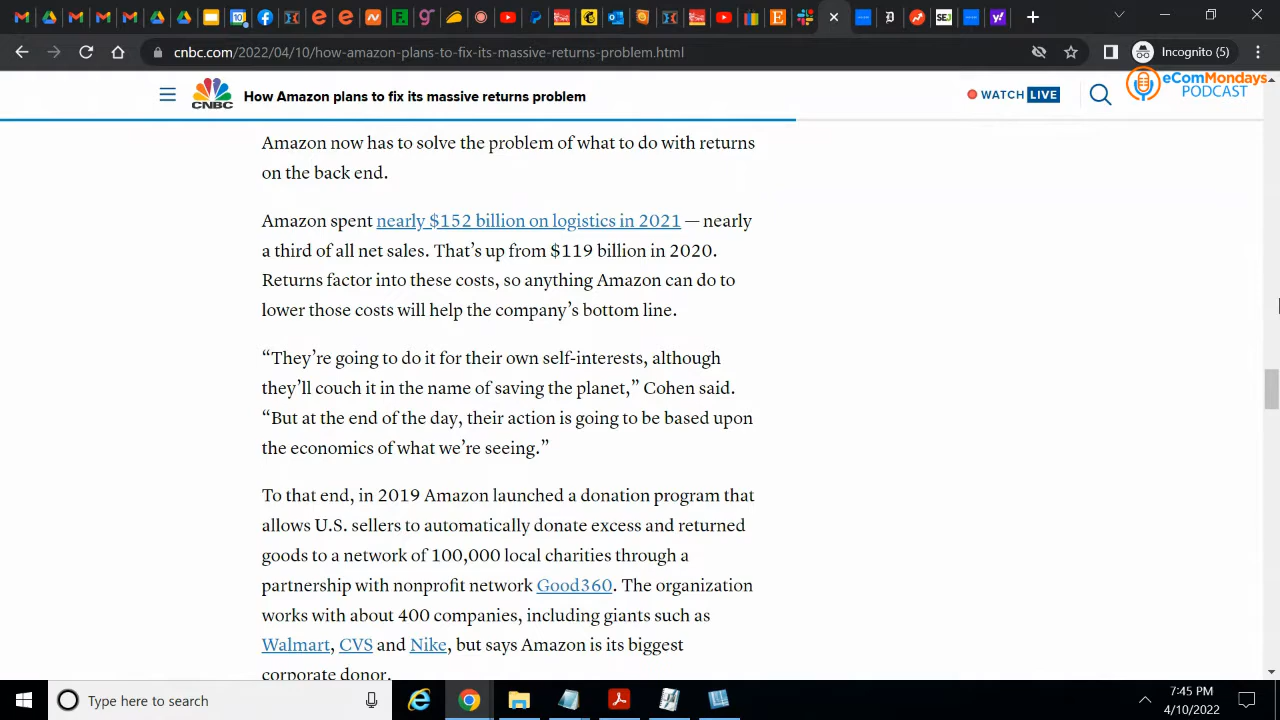 cnbc.com/2022/04/10/how-amazon-plans-to-fix-its-massive-returns-problem.html
Incognito (5)
CNBC
How Amazon plans to fix its massive returns problem
WATCH LIVE
eComMondays
PODCAST
Amazon now has to solve the problem of what to do with returns
on the back end.
Amazon spent nearly $152 billion on logistics in 2021 — nearly
a third of all net sales. That’s up from $119 billion in 2020.
Returns factor into these costs, so anything Amazon can do to
lower those costs will help the company’s bottom line.
“They’re going to do it for their own self-interests, although
they’ll couch it in the name of saving the planet,” Cohen said.
“But at the end of the day, their action is going to be based upon
the economics of what we’re seeing.”
To that end, in 2019 Amazon launched a donation program that
allows U.S. sellers to automatically donate excess and returned
goods to a network of 100,000 local charities through a
partnership with nonprofit network Good360. The organization
works with about 400 companies, including giants such as
Walmart, CVS and Nike, but says Amazon is its biggest
corporate donor.
Type here to search
7:45 PM
4/10/2022